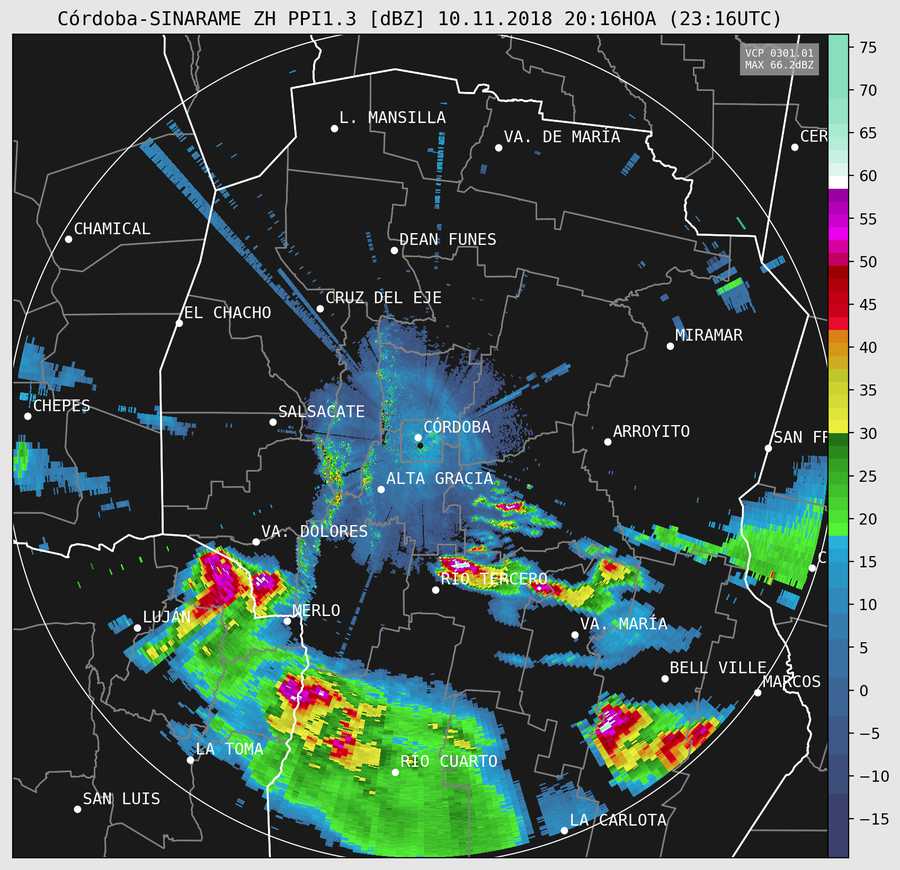 Córdoba-SINARAME ZH PPI1.3 [dBZ] 10.11.2018 20:16HOA (23:16UTC)
VCP 0301.01
MAX 66.2dBZ
75
70
L. MANSILLA
VA. DE MARÍA
CER
65
60
CHAMICAL
DEAN FUNES
55
50
CRUZ DEL EJE
EL CHACHO
45
MIRAMAR
40
CHEPES
SALSACATE
35
CÓRDOBA
ARROYITO
SAN FR
30
ALTA GRACIA
25
VA. DOLORES
20
C
RÍO TERCERO
15
LUJÁN
MERLO
VA. MARÍA
10
5
BELL VILLE
MARCOS
0
LA TOMA
RÍO CUARTO
−5
−10
SAN LUIS
LA CARLOTA
−15